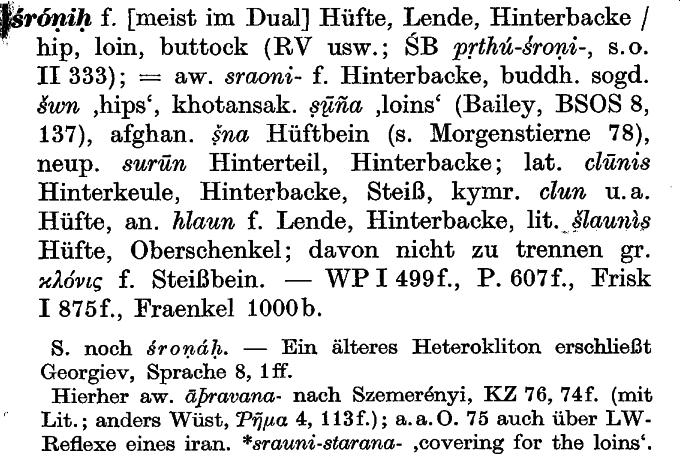 śróṇiḥ f. [meist im Dual] Hüfte, Lende, Hinterbacke /
hip, loin, buttock (RV usw.; ŚB pṛthú-śroṇi-, s. o.
II 333); = aw. sraoni- f. Hinterbacke, buddh. sogd.
šwn ‚hips‘, khotansak. ṣṻña ‚loins‘ (Bailey, BSOS 8,
137), afghan. ṣ̌na Hüftbein (s. Morgenstierne 78),
neup. surūn Hinterteil, Hinterbacke; lat. clūnis
Hinterkeule, Hinterbacke, Steiß, kymr. clun u. a.
Hüfte, an. hlaun f. Lende, Hinterbacke, lit. šlaunìs
Hüfte, Oberschenkel; davon nicht zu trennen gr.
κλόνις f. Steißbein. — WP I 499f., P. 607f., Frisk
I 875f., Fraenkel 1000b.
S. noch śroṇáḥ. — Ein älteres Heterokliton erschließt
Georgiev, Sprache 8, 1ff.
Hierher aw. āþravana- nach Szemerényi, KZ 76, 74f. (mit
Lit.; anders Wüst, Ῥῆμα 4, 113f.); a. a. O. 75 auch über LW-
Reflexe eines iran. *srauni-starana- ‚covering for the loins‘.